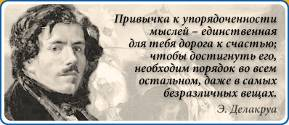 Привычка к упорядоченности
мыслей – единственная
для тебя дорога к счастью;
чтобы достигнуть его,
необходим порядок во всем
остальном, даже в самых
безразличных вещах.
Э. Делакруа